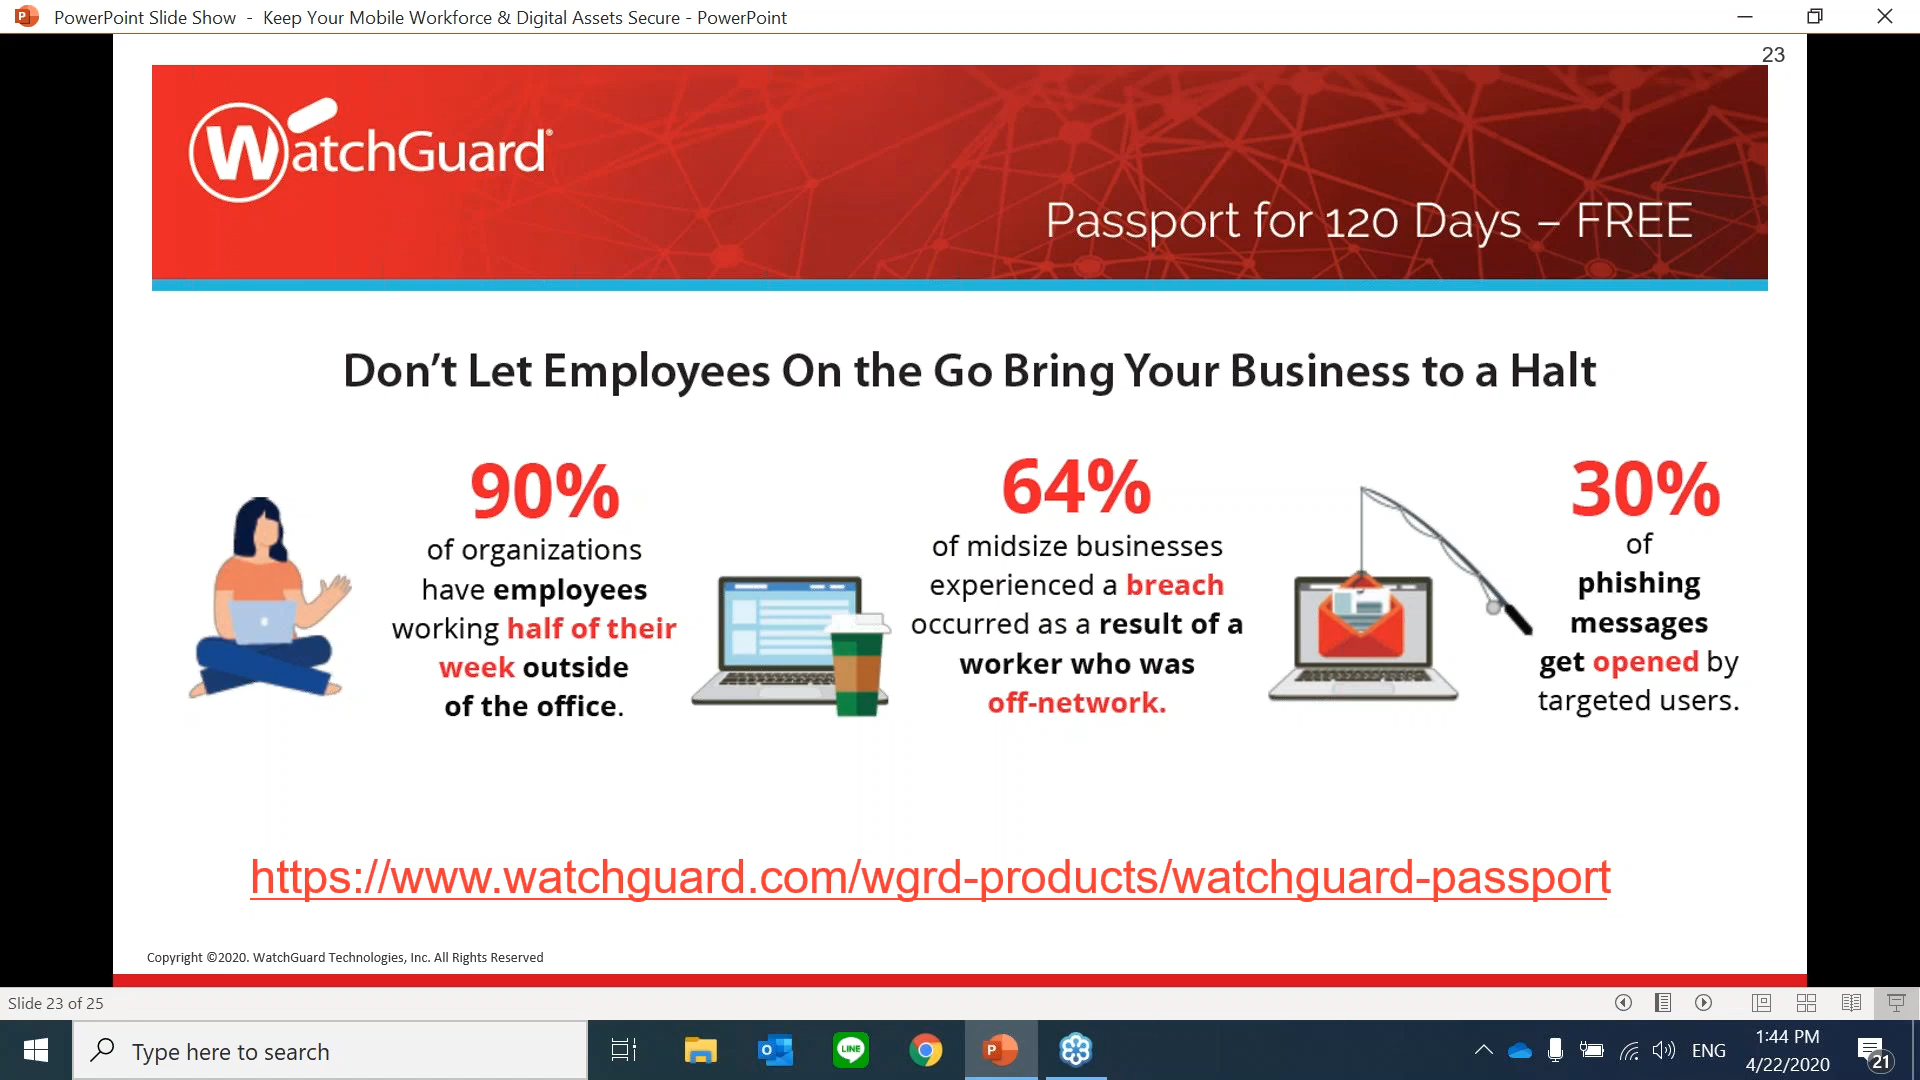 PowerPoint Slide Show - Keep Your Mobile Workforce & Digital Assets Secure - PowerPoint
23
WatchGuard®
Passport for 120 Days – FREE
Don't Let Employees On the Go Bring Your Business to a Halt
90%
of organizations
have employees
working half of their
week outside
of the office.
64%
of midsize businesses
experienced a breach
occurred as a result of a
worker who was
off-network.
30%
of
phishing
messages
get opened by
targeted users.
https://www.watchguard.com/wgrd-products/watchguard-passport
Copyright ©2020. WatchGuard Technologies, Inc. All Rights Reserved
Slide 23 of 25
Type here to search
LINE
ENG
1:44 PM
4/22/2020
21